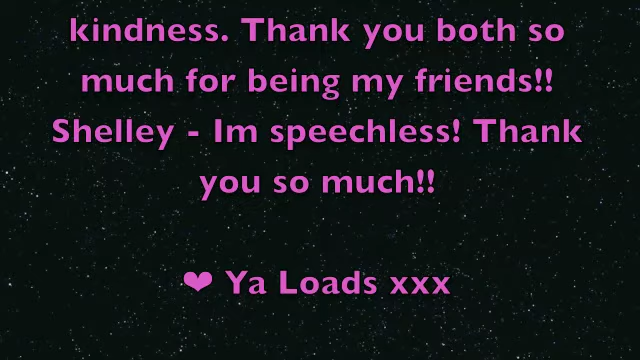 kindness. Thank you both so
much for being my friends!!
Shelley - Im speechless! Thank
you so much!!
❤ Ya Loads xxx